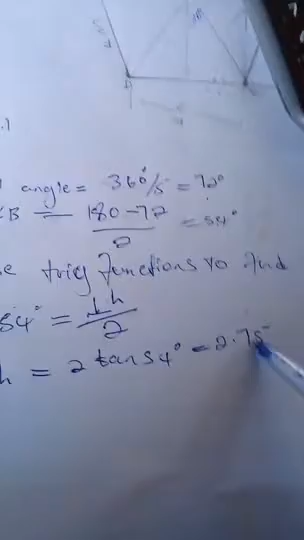 angle = 360°/5 = 72°
B = 180-72/2 = 54°
trig functions to find
54° = h/2
h = 2 tan 54° = 2.75